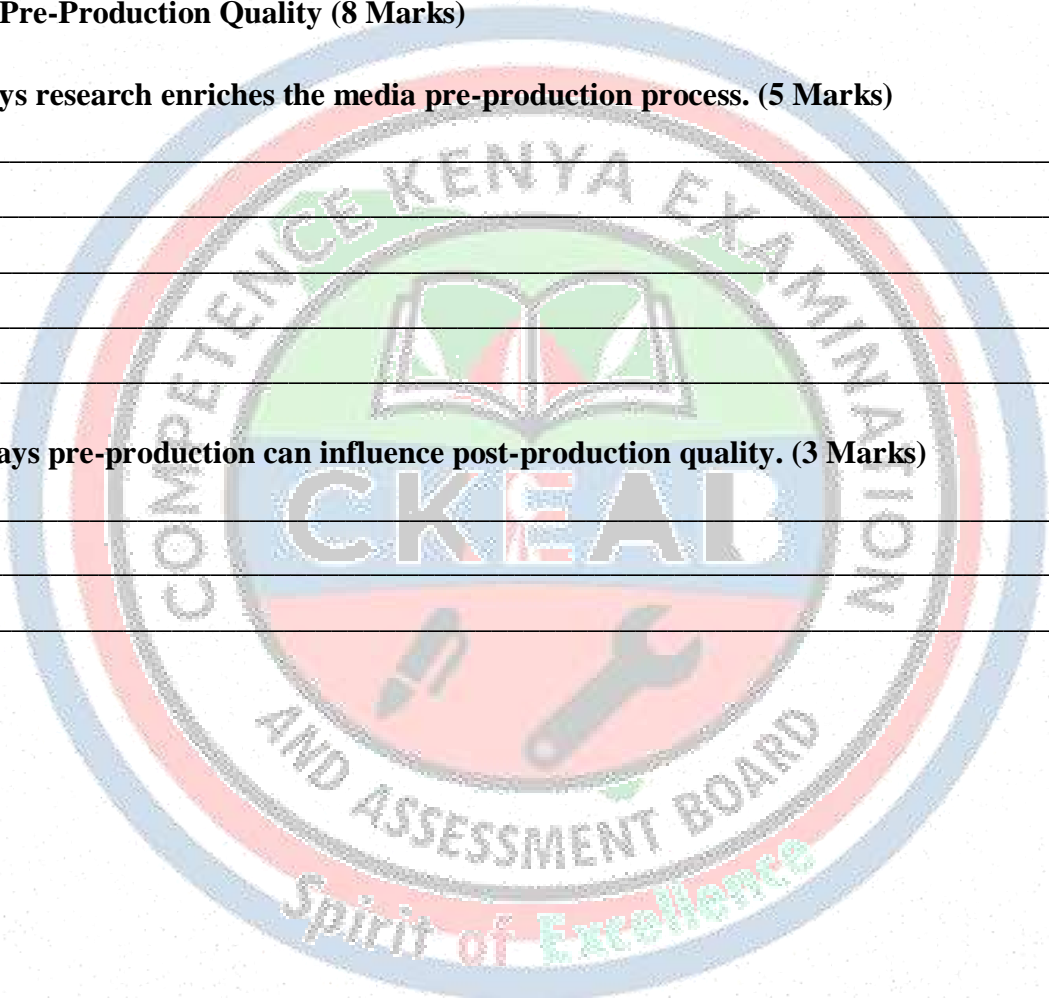 Pre-Production Quality (8 Marks)
ys research enriches the media pre-production process. (5 Marks)
ays pre-production can influence post-production quality. (3 Marks)
COMPETENCE KENYA EXAMINATION
CKEAB
AND ASSESSMENT BOARD
Spirit of Excellence